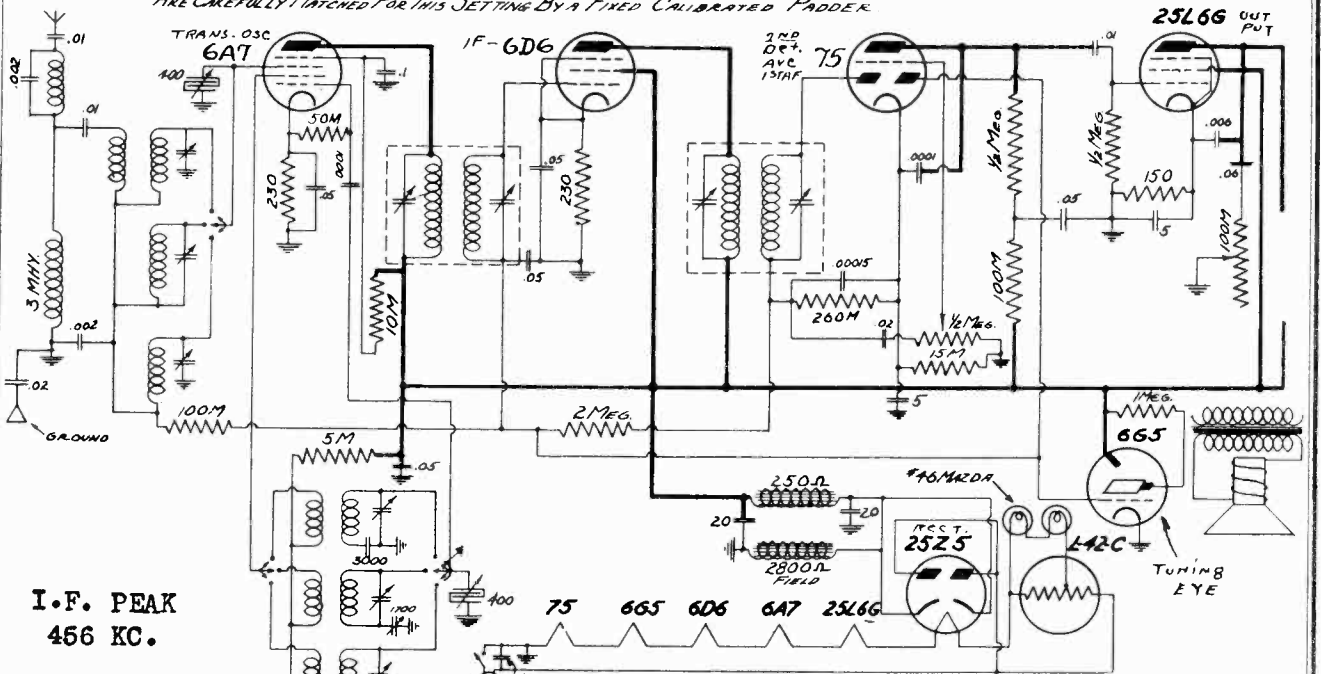 ARE CAREFULLY MATCHED FOR THIS SETTING BY A FIXED CALIBRATED PADDER
TRANS.-OSC
6A7
IF-6D6
2ND
DET.
AVC
1ST AF
75
25L6G
OUT
PUT
.01
.002
.01
400
.1
50M
230
.05
.0001
.05
230
.05
.0001
1/2 MEG.
.01
1/2 MEG.
.006
.06
150
.05
5
100M
3 MHY.
.002
.02
GROUND
10M
.00015
260M
.02
1/2 MEG.
15M
100M
5
100M
2 MEG.
5M
.05
1 MEG.
6G5
#46 MAZDA
250Ω
20
20
2800Ω
FIELD
RECT.
25Z5
L42C
TUNING
EYE
3000
1700
400
I.F. PEAK
456 KC.
75
6G5
6D6
6A7
25L6G